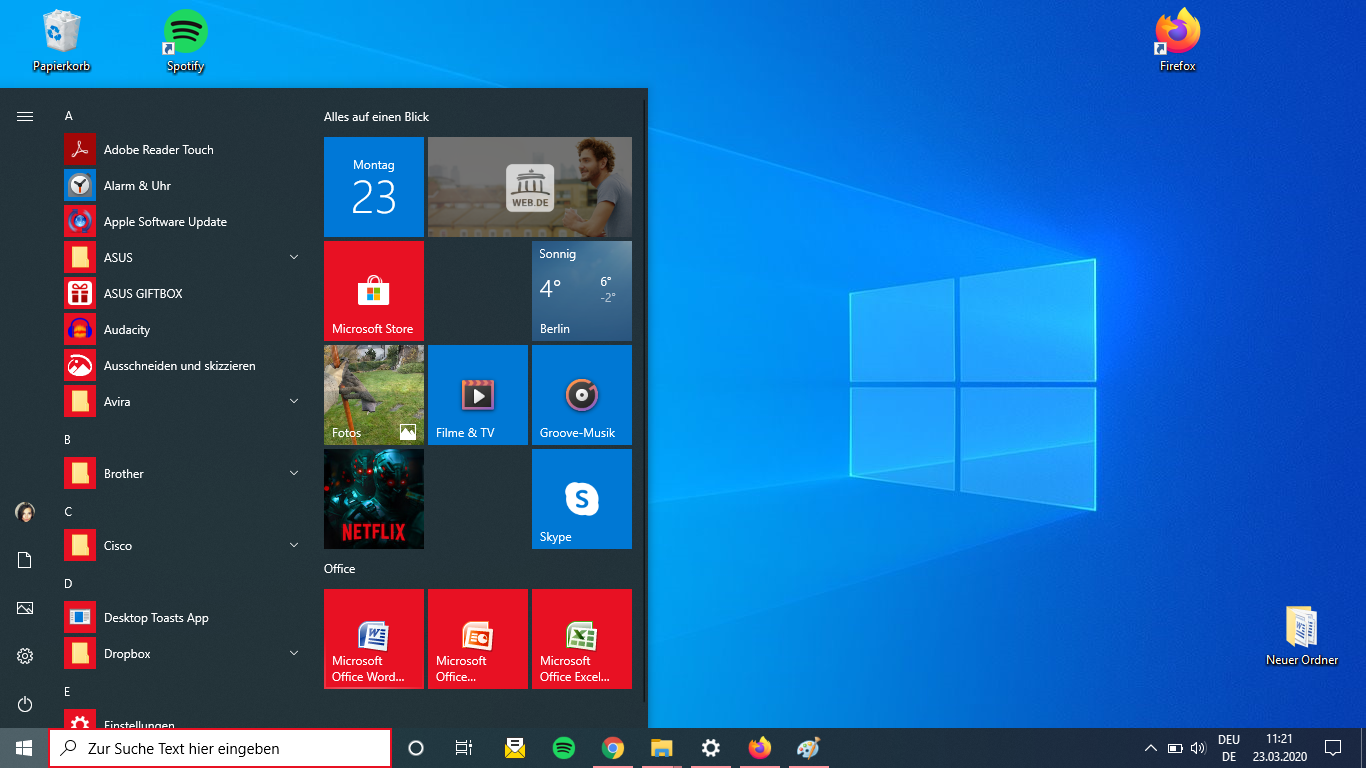 Papierkorb
Spotify
Firefox
A
Adobe Reader Touch
Alarm & Uhr
Apple Software Update
ASUS
ASUS GIFTBOX
Audacity
Ausschneiden und skizzieren
Avira
B
Brother
C
Cisco
D
Desktop Toasts App
Dropbox
E
Einstellungen
Alles auf einen Blick
Montag
23
WEB.DE
Microsoft Store
Sonnig
4°
6°
-2°
Berlin
Fotos
Filme & TV
Groove-Musik
NETFLIX
S
Skype
Office
Microsoft
Office Word...
Microsoft
Office...
Microsoft
Office Excel...
Neuer Ordner
Zur Suche Text hier eingeben
DEU
DE
11:21
23.03.2020